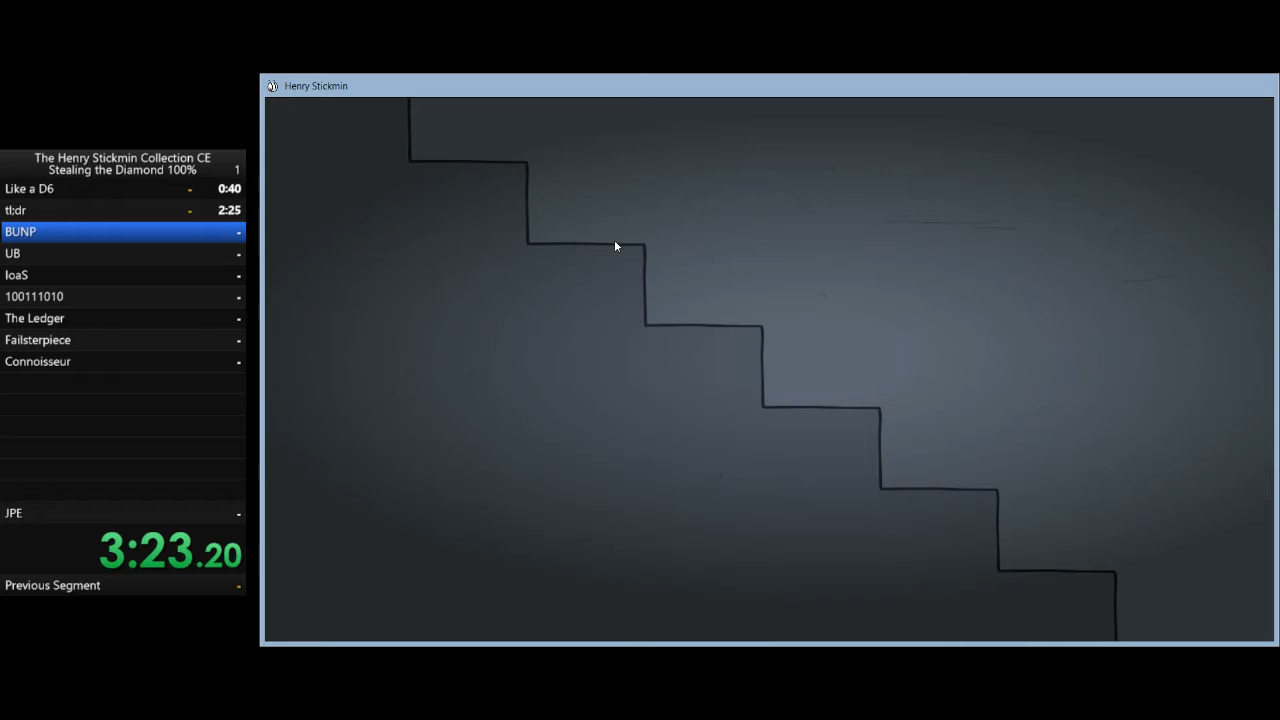 Henry Stickmin
The Henry Stickmin Collection CE
Stealing the Diamond 100% 1
Like a D6 - 0:40
tl;dr - 2:25
BUNP -
UB -
IoaS -
100111010 -
The Ledger -
Failsterpiece -
Connoisseur -
JPE -
3:23.20
Previous Segment -